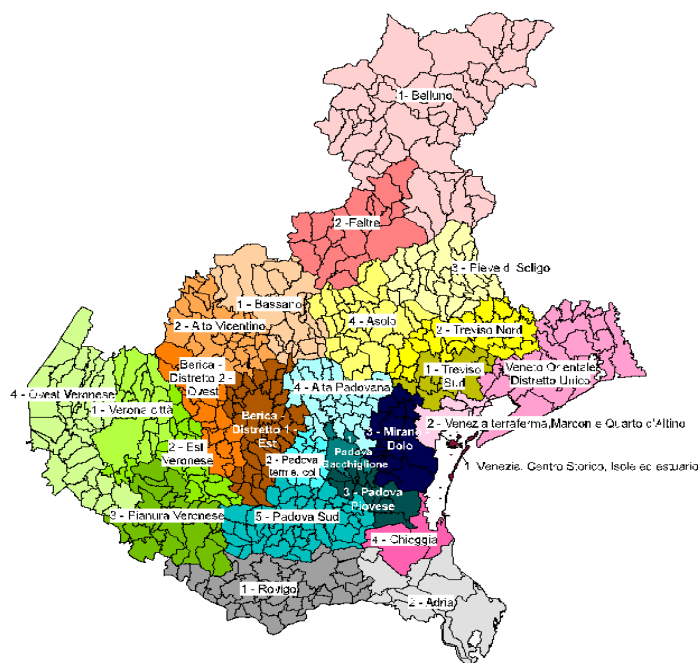 1- Belluno
2 -Feltre
3 - Pieve di Soligo
1 - Bassano
4 - Asolo
2 - Alto Vicentino
2 - Treviso Nord
Berica -
Distretto 2 -
Ovest
1 - Treviso
Sud
Veneto Orientale
Distretto Unico
4 - Ovest Veronese
4 - Alta Padovana
1 - Verona città
Berica -
Distretto 1 -
Est
2 - Venezia terraferma,Marcon e Quarto d'Altino
3 - Mirano
Dolo
2 - Est
Veronese
2 - Padova
terme, colli
Padova
Bacchiglione
1 Venezia. Centro Storico, Isole ed estuario
3 - Padova
Piovese
3 - Pianura Veronese
5 - Padova Sud
4 - Chioggia
1 - Rovigo
2 - Adria